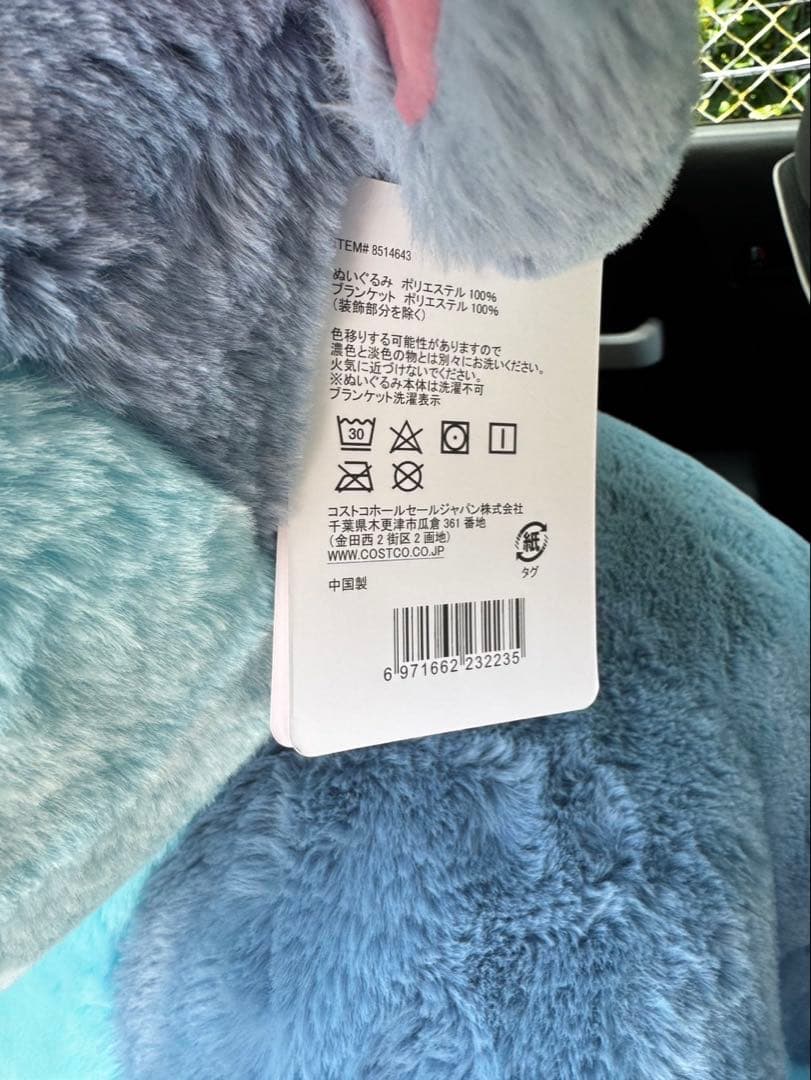 ITEM# 8514643
ぬいぐるみ ポリエステル 100%
ブランケット ポリエステル 100%
（装飾部分を除く）
色移りする可能性がありますので
濃色と淡色の物とは別々にお洗いください。
火気に近づけないでください。
※ぬいぐるみ本体は洗濯不可
ブランケット洗濯表示
30
コストコホールセールジャパン株式会社
千葉県木更津市瓜倉 361 番地
（金田西 2 街区 2 画地）
WWW.COSTCO.CO.JP
紙
タグ
中国製
6 971662 232235